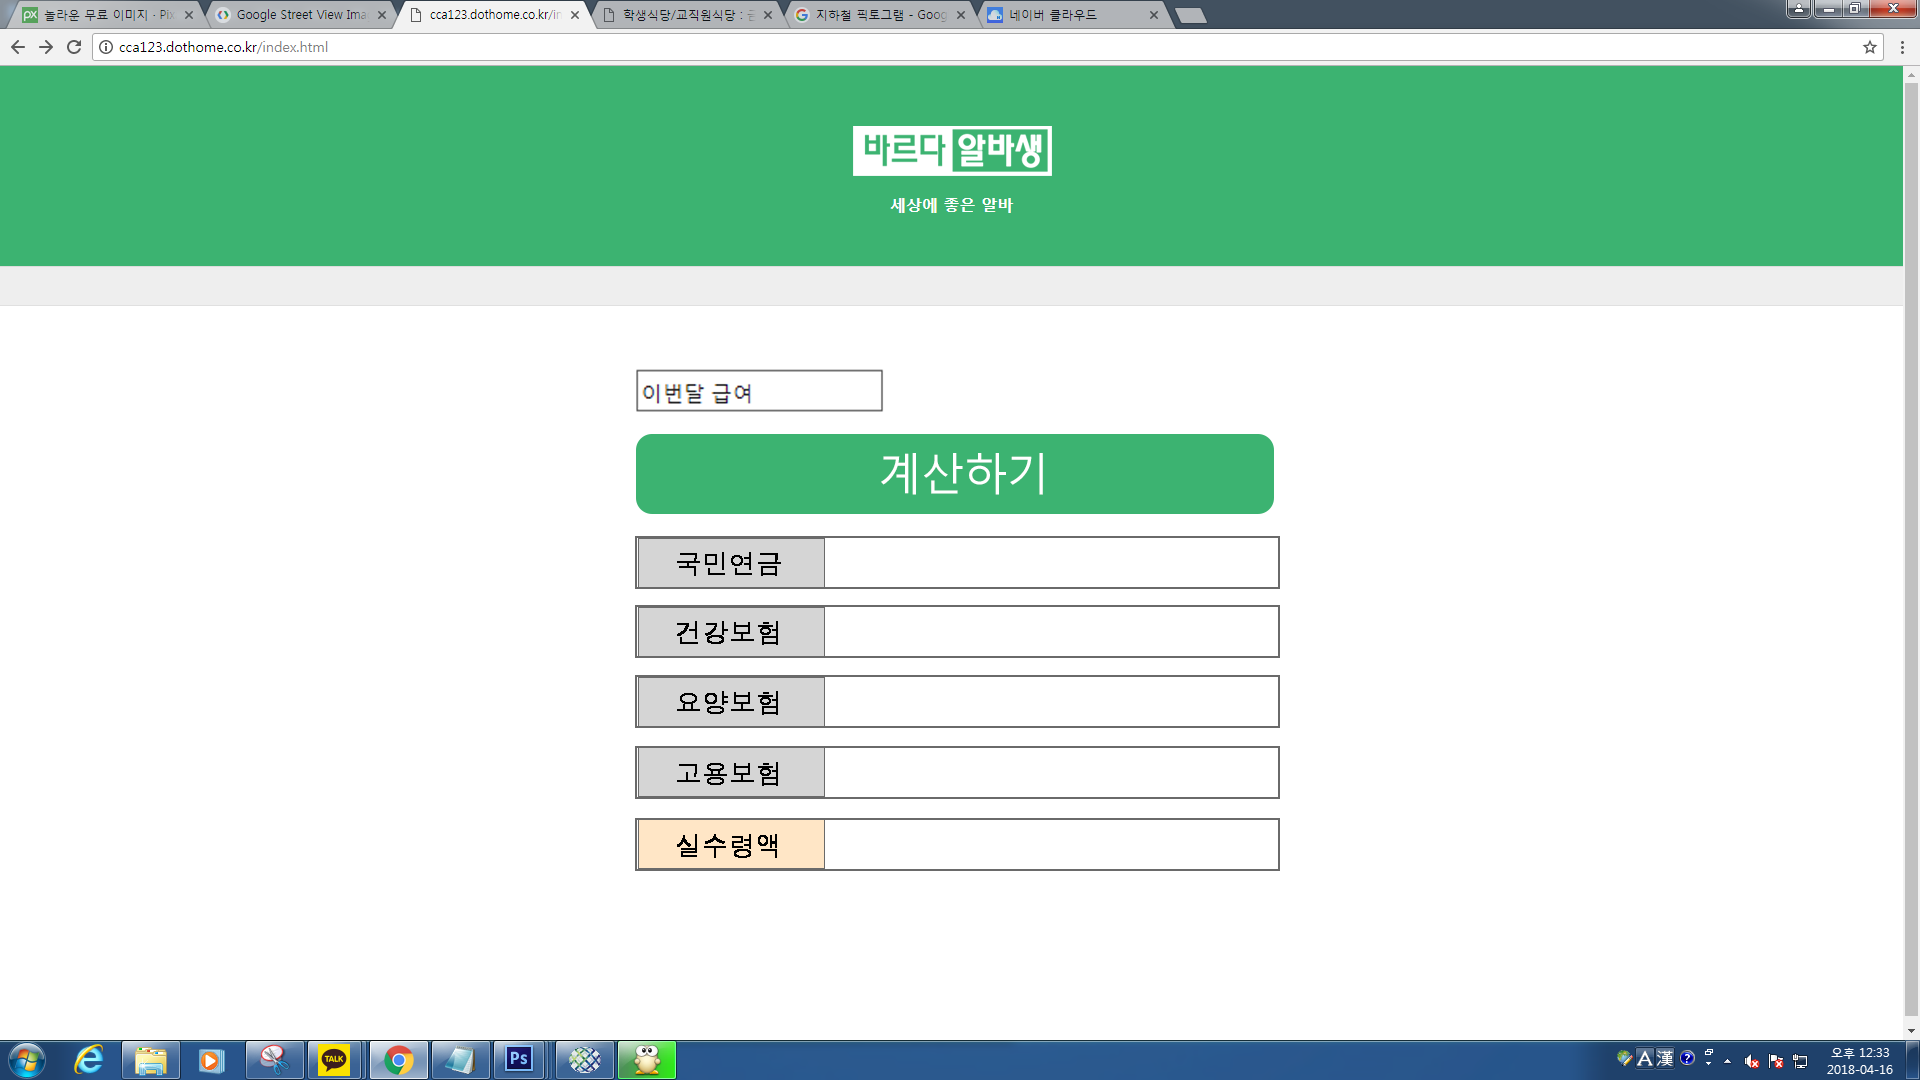 놀라운 무료 이미지 · Pix
Google Street View Ima
cca123.dothome.co.kr/in
학생식당/교직원식당 :
지하철 픽토그램 - Goog
네이버 클라우드
cca123.dothome.co.kr/index.html
바르다 알바생
세상에 좋은 알바
이번달 급여
계산하기
국민연금
건강보험
요양보험
고용보험
실수령액
TALK
Ps
A 漢
오후 12:33
2018-04-16